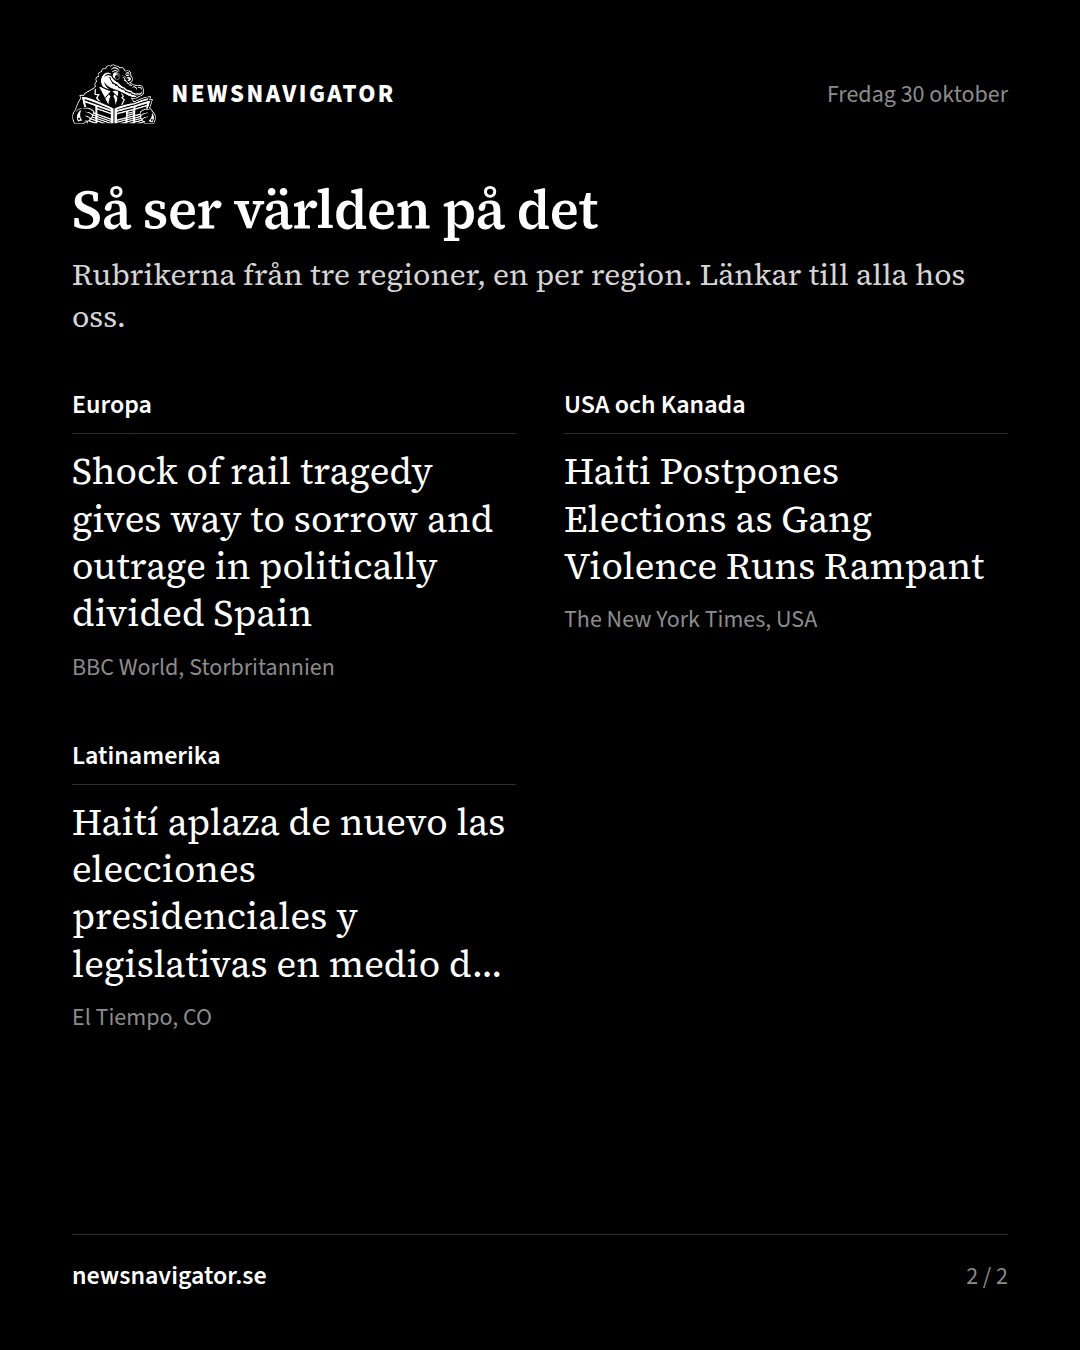 NEWSNAVIGATOR
Fredag 30 oktober
Så ser världen på det
Rubrikerna från tre regioner, en per region. Länkar till alla hos
oss.
Europa
Shock of rail tragedy
gives way to sorrow and
outrage in politically
divided Spain
BBC World, Storbritannien
USA och Kanada
Haiti Postpones
Elections as Gang
Violence Runs Rampant
The New York Times, USA
Latinamerika
Haití aplaza de nuevo las
elecciones
presidenciales y
legislativas en medio d...
El Tiempo, CO
newsnavigator.se
2 / 2